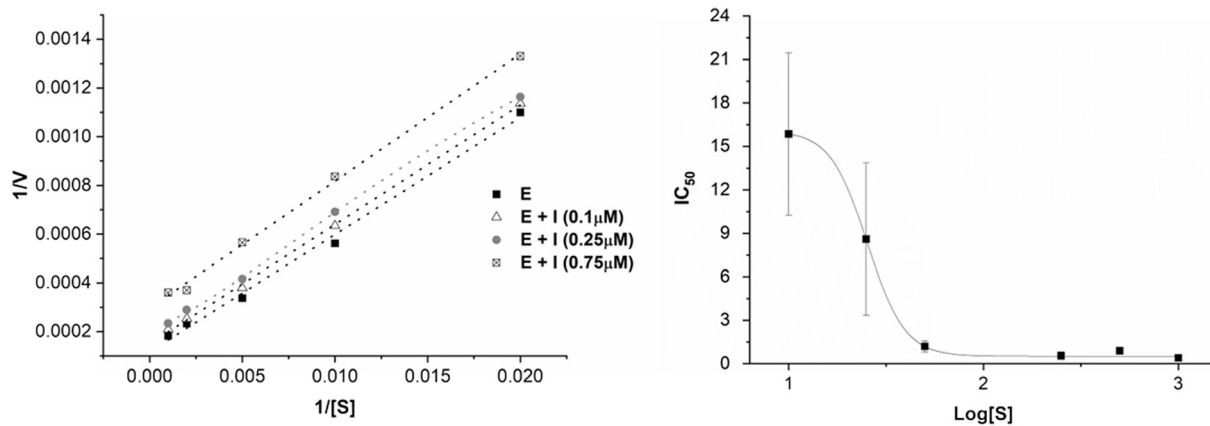 0.0014
0.0012
0.0010
0.0008
0.0006
0.0004
0.0002
1/V
0.000 0.005 0.010 0.015 0.020
1/[S]
E
E + I (0.1μM)
E + I (0.25μM)
E + I (0.75μM)
24
21
18
15
12
9
6
3
0
IC50
1 2 3
Log[S]